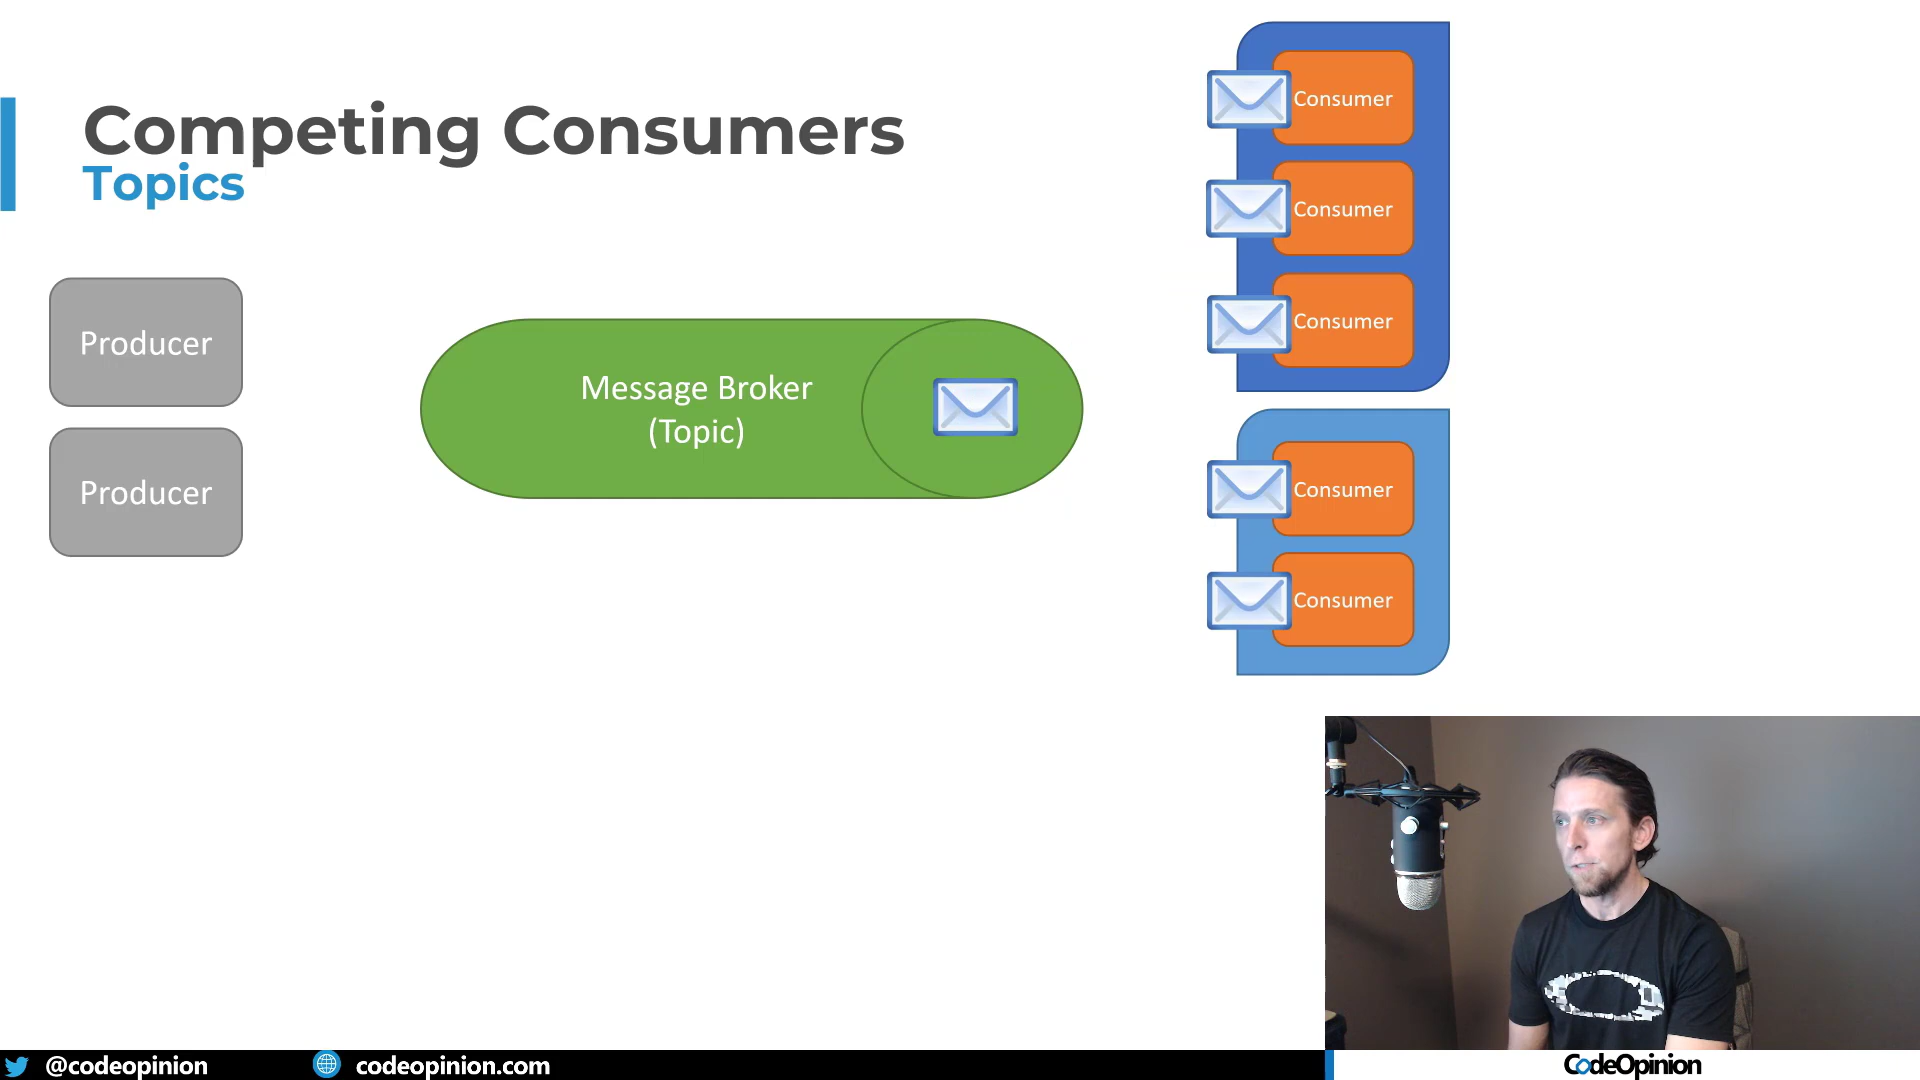 Competing Consumers
Topics
Producer
Producer
Message Broker
(Topic)
Consumer
Consumer
Consumer
Consumer
Consumer
@codeopinion
codeopinion.com
CodeOpinion